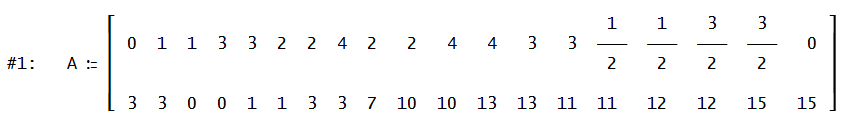 1 1 3 3
0 1 1 3 3 2 2 4 2 2 4 4 3 3 — — — — 0
#1: A := 2 2 2 2
3 3 0 0 1 1 3 3 7 10 10 13 13 11 11 12 12 15 15